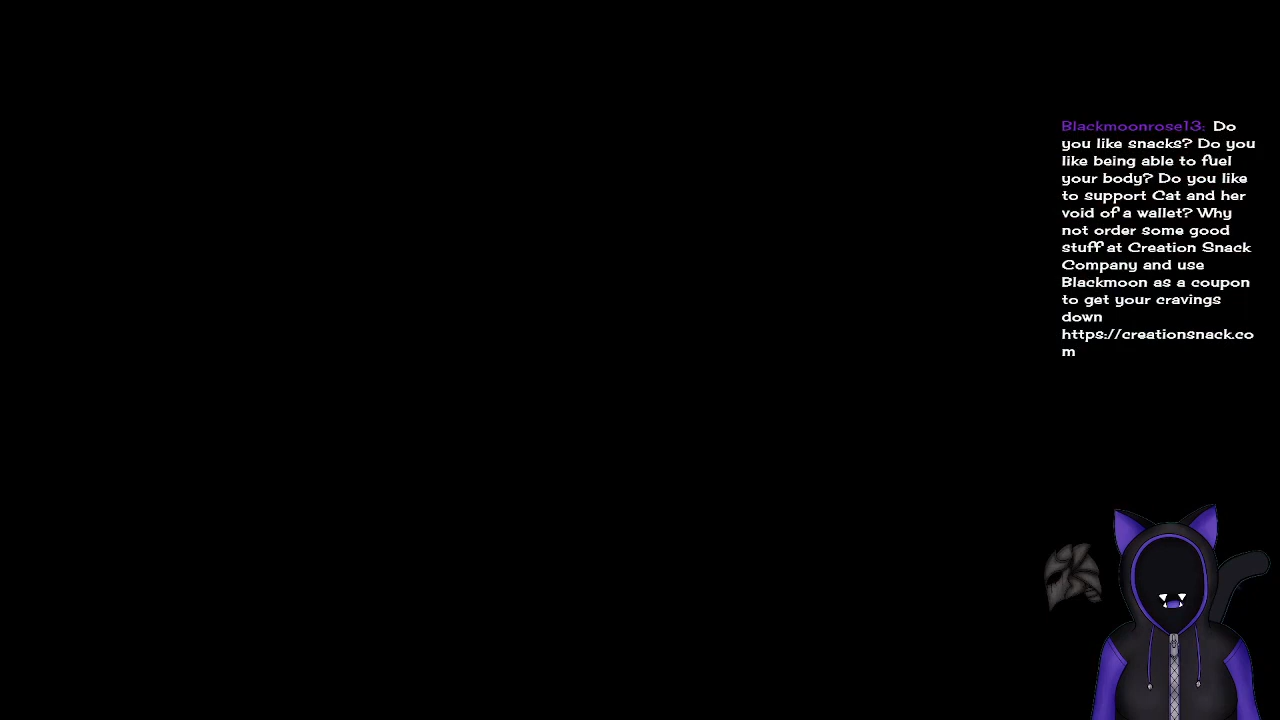 Blackmoonrose13: Do
you like snacks? Do you
like being able to fuel
your body? Do you like
to support Cat and her
void of a wallet? Why
not order some good
stuff at Creation Snack
Company and use
Blackmoon as a coupon
to get your cravings
down
https://creationsnack.co
m